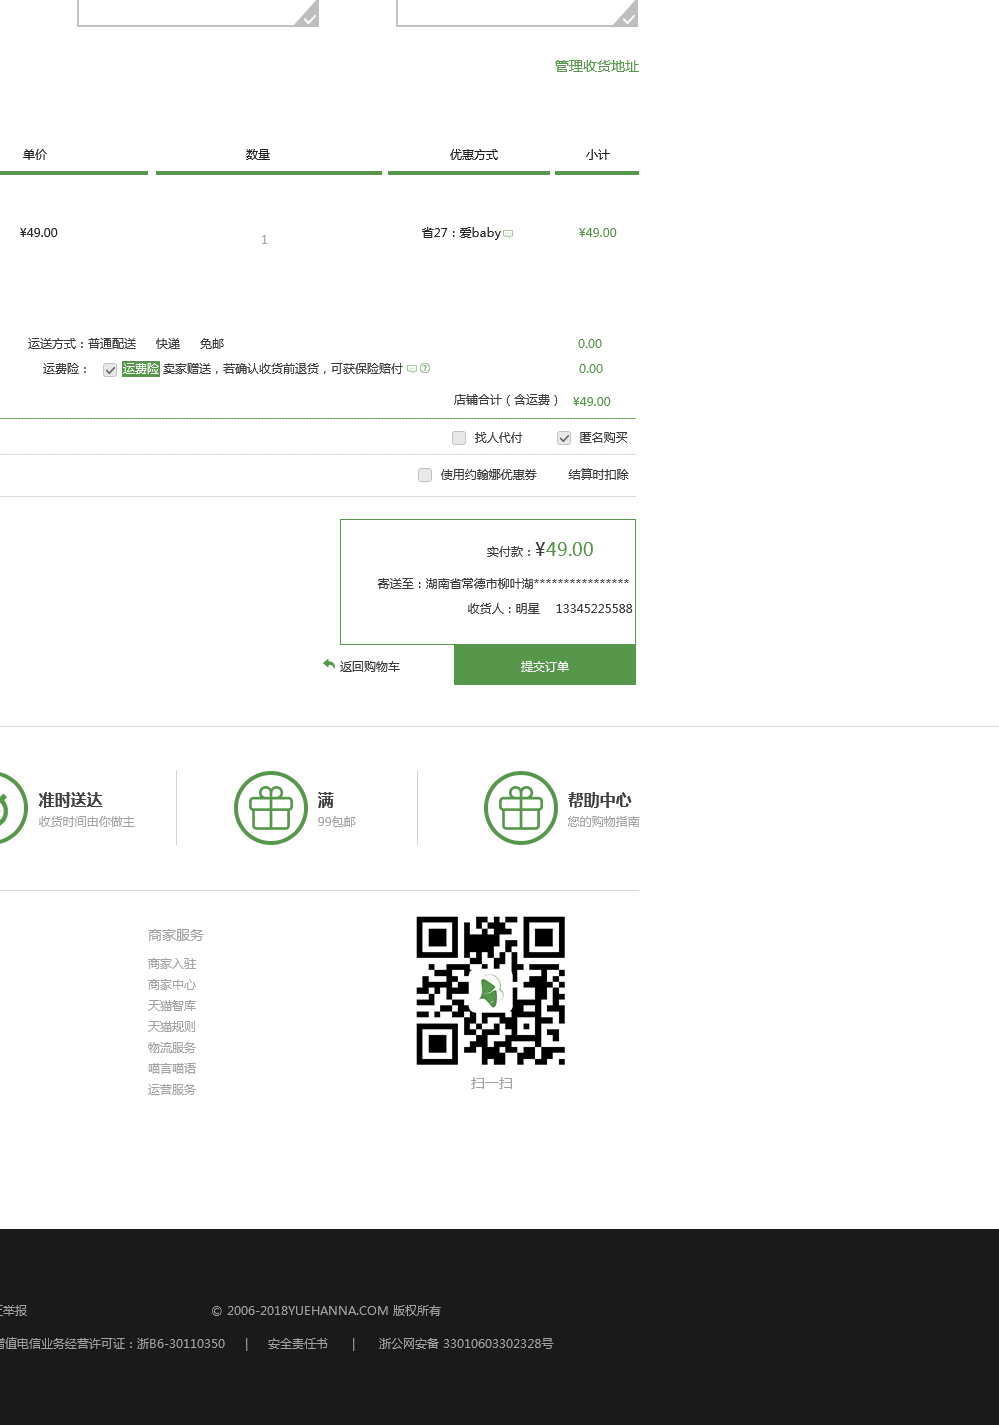 管理收货地址
单价 数量 优惠方式 小计
¥49.00 1 省27：爱baby ¥49.00
运送方式：普通配送 快递 免邮 0.00
运费险： 运费险 卖家赠送，若确认收货前退货，可获保险赔付 0.00
店铺合计（含运费） ¥49.00
找人代付 匿名购买
使用约翰娜优惠券 结算时扣除
实付款：¥49.00
寄送至：湖南省常德市柳叶湖****************
收货人：明星 13345225588
返回购物车 提交订单
准时送达
收货时间由你做主
满
99包邮
帮助中心
您的购物指南
商家服务
商家入驻
商家中心
天猫智库
天猫规则
物流服务
喵言喵语
运营服务
扫一扫
举报 © 2006-2018YUEHANNA.COM 版权所有
增值电信业务经营许可证：浙B6-30110350 | 安全责任书 | 浙公网安备 33010603302328号